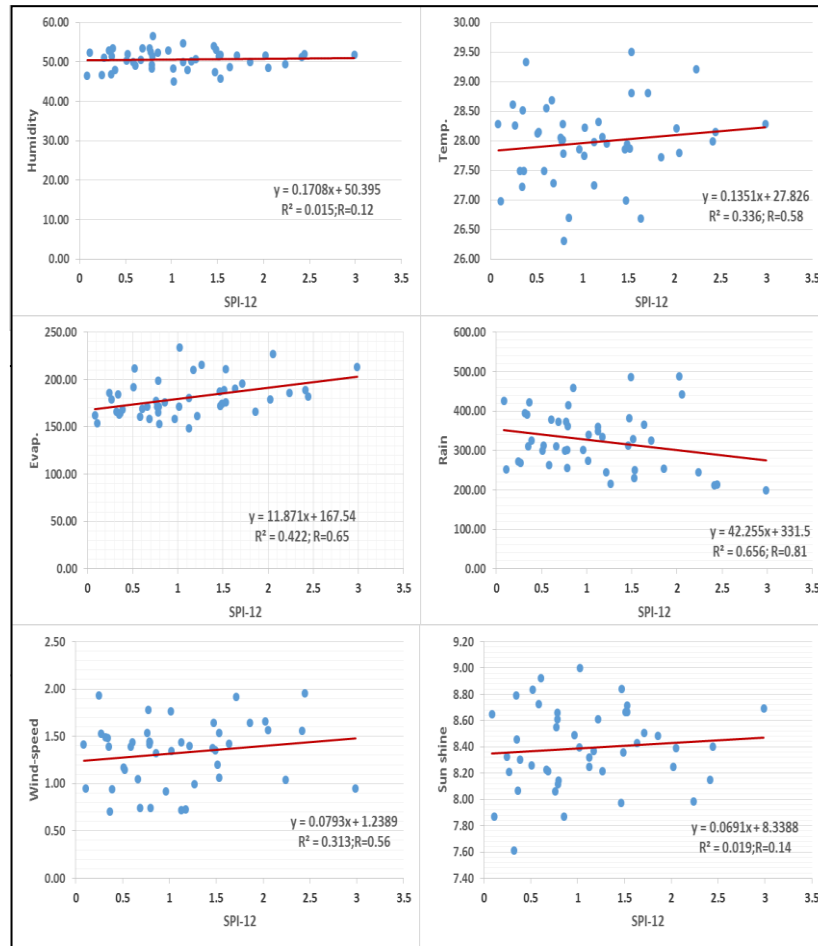 60.00
50.00
40.00
30.00
20.00
10.00
0.00
Humidity
0 0.5 1 1.5 2 2.5 3 3.5
SPI-12
y = 0.1708x + 50.395
R² = 0.015;R=0.12
30.00
29.50
29.00
28.50
28.00
27.50
27.00
26.50
26.00
Temp.
0 0.5 1 1.5 2 2.5 3 3.5
SPI-12
y = 0.1351x + 27.826
R² = 0.336; R=0.58
250.00
200.00
150.00
100.00
50.00
0.00
Evap.
0 0.5 1 1.5 2 2.5 3 3.5
SPI-12
y = 11.871x + 167.54
R² = 0.422; R=0.65
600.00
500.00
400.00
300.00
200.00
100.00
0.00
Rain
0 0.5 1 1.5 2 2.5 3 3.5
SPI-12
y = 42.255x + 331.5
R² = 0.656; R=0.81
2.50
2.00
1.50
1.00
0.50
0.00
Wind-speed
0 0.5 1 1.5 2 2.5 3 3.5
SPI-12
y = 0.0793x + 1.2389
R² = 0.313;R=0.56
9.20
9.00
8.80
8.60
8.40
8.20
8.00
7.80
7.60
7.40
Sun shine
0 0.5 1 1.5 2 2.5 3 3.5
SPI-12
y = 0.0691x + 8.3388
R² = 0.019;R=0.14